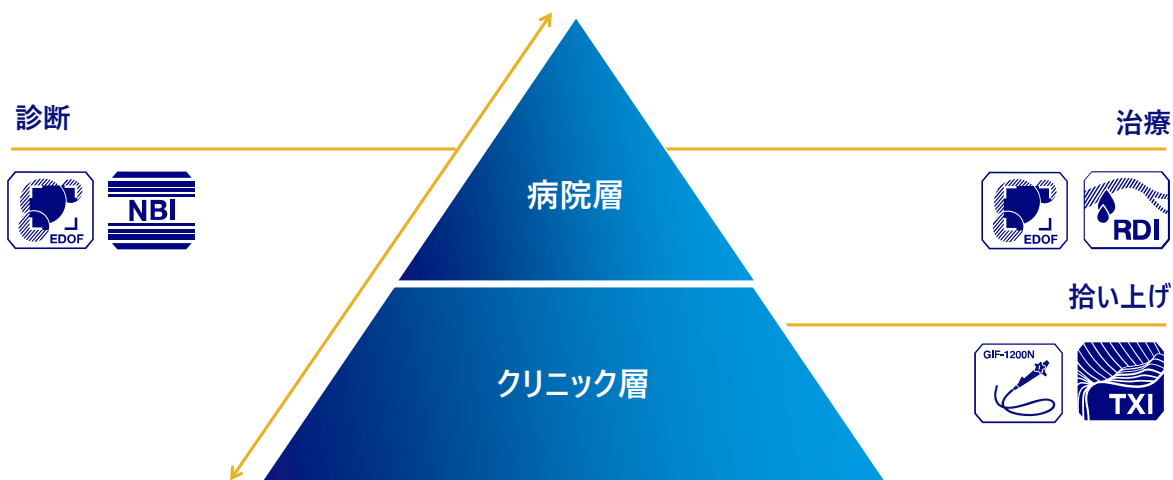 診断
EDOF
NBI
病院層
治療
EDOF
RDI
拾い上げ
GIF-1200N
TXI
クリニック層